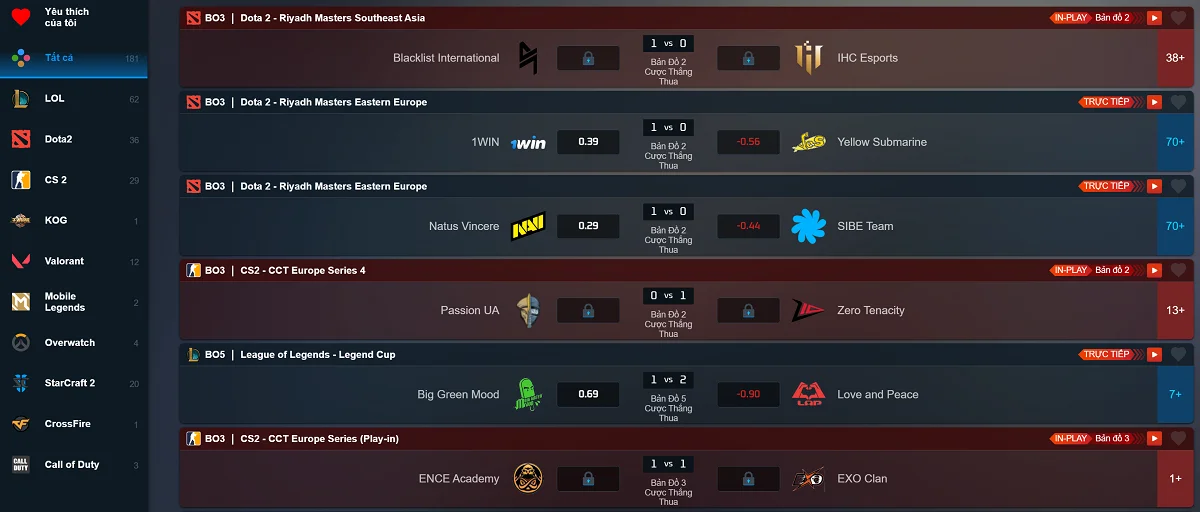 Yêu thích
của tôi
Tất cả 181
LOL 62
Dota2 36
CS 2 29
KOG 1
Valorant 12
Mobile
Legends 2
Overwatch 4
StarCraft 2 20
CrossFire 1
CALL DUTY Call of Duty 3
BO3 | Dota 2 - Riyadh Masters Southeast Asia IN-PLAY Bản đồ 2
Blacklist International 1 vs 0 IHC Esports 38+
Bản Đồ 2
Cược Thắng
Thua
BO3 | Dota 2 - Riyadh Masters Eastern Europe TRỰC TIẾP
1WIN 1win 0.39 1 vs 0 -0.56 Yellow Submarine 70+
Bản Đồ 2
Cược Thắng
Thua
BO3 | Dota 2 - Riyadh Masters Eastern Europe TRỰC TIẾP
Natus Vincere 0.29 1 vs 0 -0.44 SIBE Team 70+
Bản Đồ 2
Cược Thắng
Thua
BO3 | CS2 - CCT Europe Series 4 IN-PLAY Bản đồ 2
Passion UA 0 vs 1 Zero Tenacity 13+
Bản Đồ 2
Cược Thắng
Thua
BO5 | League of Legends - Legend Cup TRỰC TIẾP
Big Green Mood 0.69 1 vs 2 -0.90 LAP Love and Peace 7+
Bản Đồ 5
Cược Thắng
Thua
BO3 | CS2 - CCT Europe Series (Play-in) IN-PLAY Bản đồ 3
ENCE Academy 1 vs 1 EXO EXO Clan 1+
Bản Đồ 3
Cược Thắng
Thua